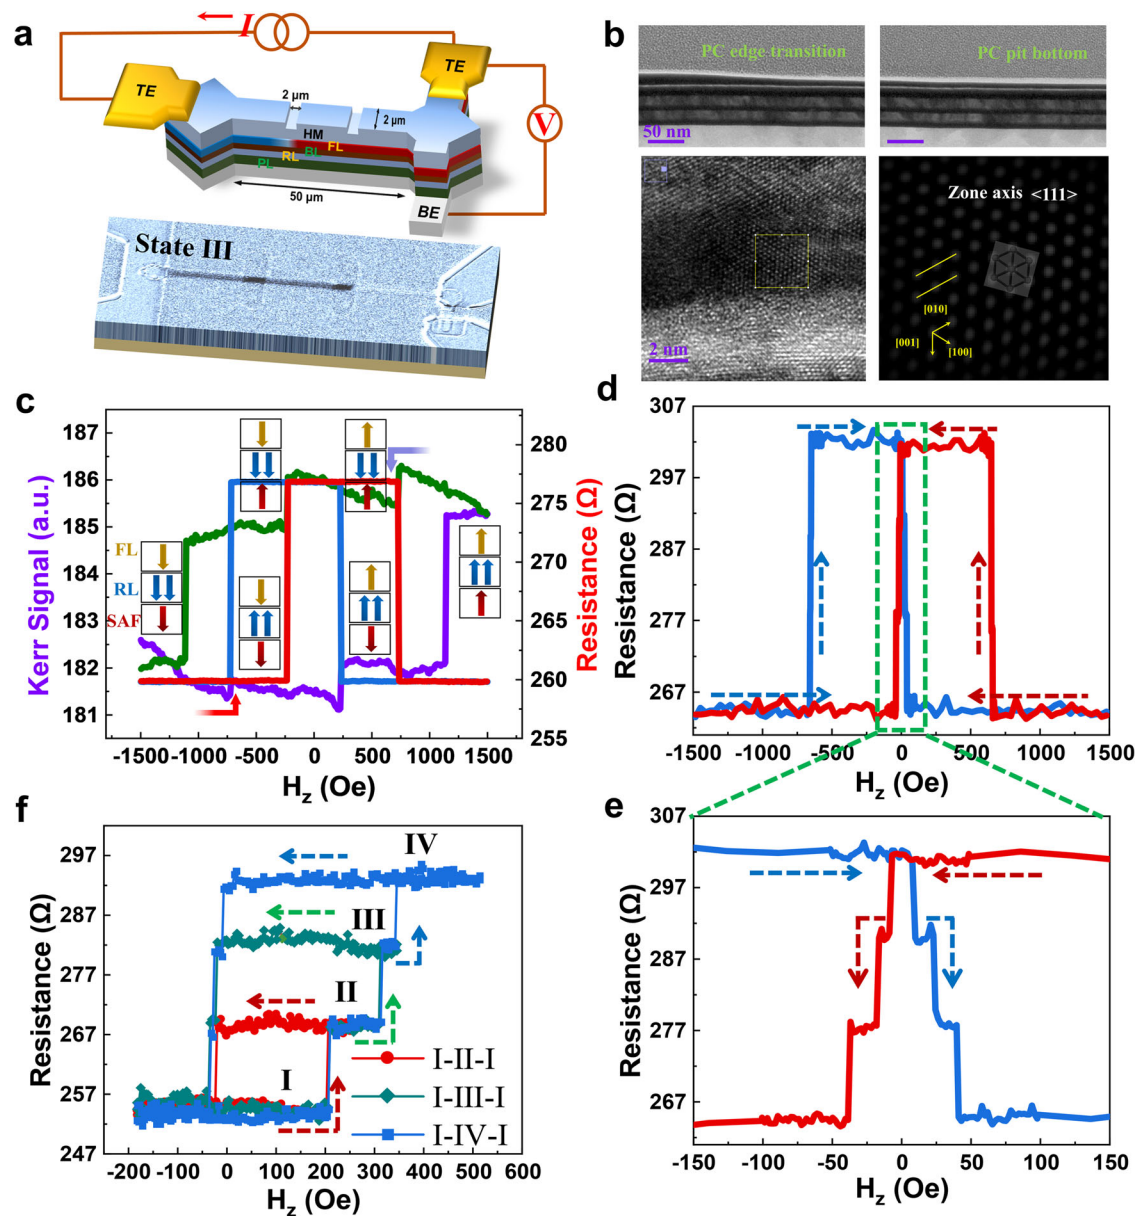 a
I
TE
TE
2 μm
2 μm
HM
FL
BL
RL
PL
V
50 μm
BE
State III
b
PC edge transition
PC pit bottom
50 nm
Zone axis <111>
2 nm
[010]
[001]
[100]
c
187
186
185
184
183
182
181
Kerr Signal (a.u.)
280
275
270
265
260
255
Resistance (Ω)
FL
RL
SAF
-1500 -1000 -500 0 500 1000 1500
Hz (Oe)
d
307
297
287
277
267
Resistance (Ω)
-1500 -1000 -500 0 500 1000 1500
Hz (Oe)
f
297
287
277
267
257
247
Resistance (Ω)
IV
III
II
I
I-II-I
I-III-I
I-IV-I
-200 -100 0 100 200 300 400 500 600
Hz (Oe)
e
307
297
287
277
267
Resistance (Ω)
-150 -100 -50 0 50 100 150
Hz (Oe)